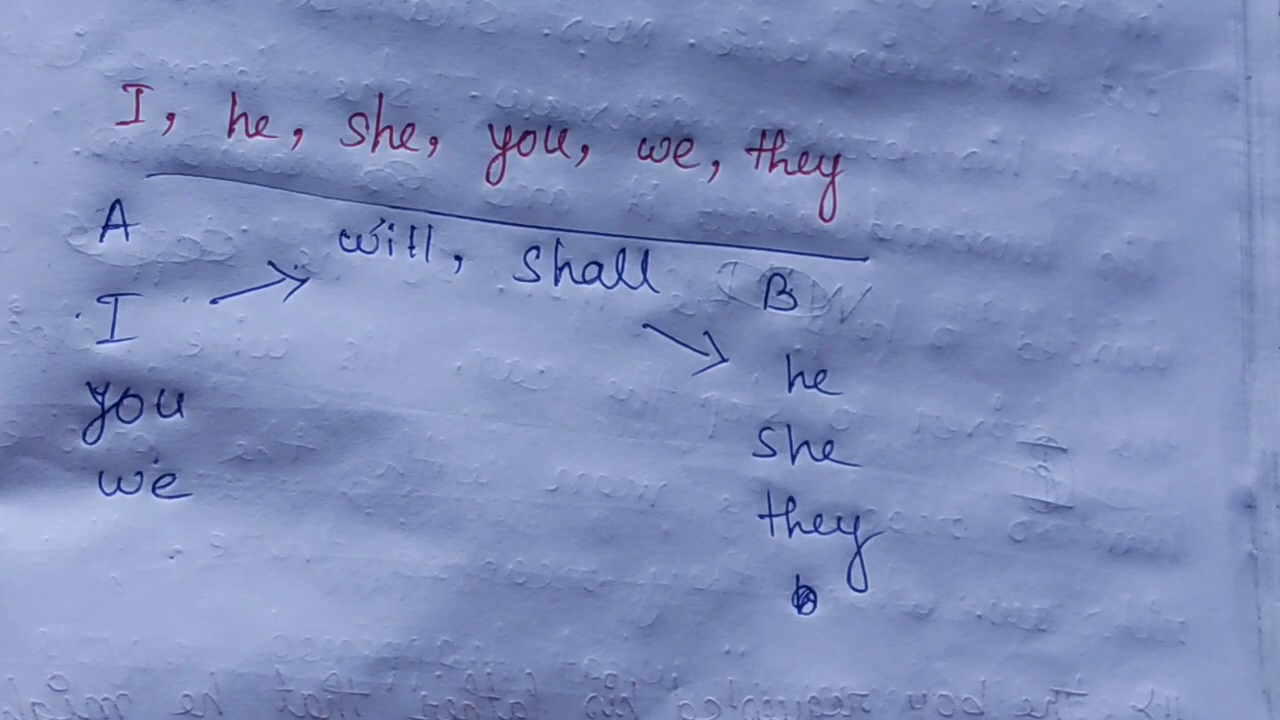 I, he, she, you, we, they
A will, shall B
I he
you she
we they